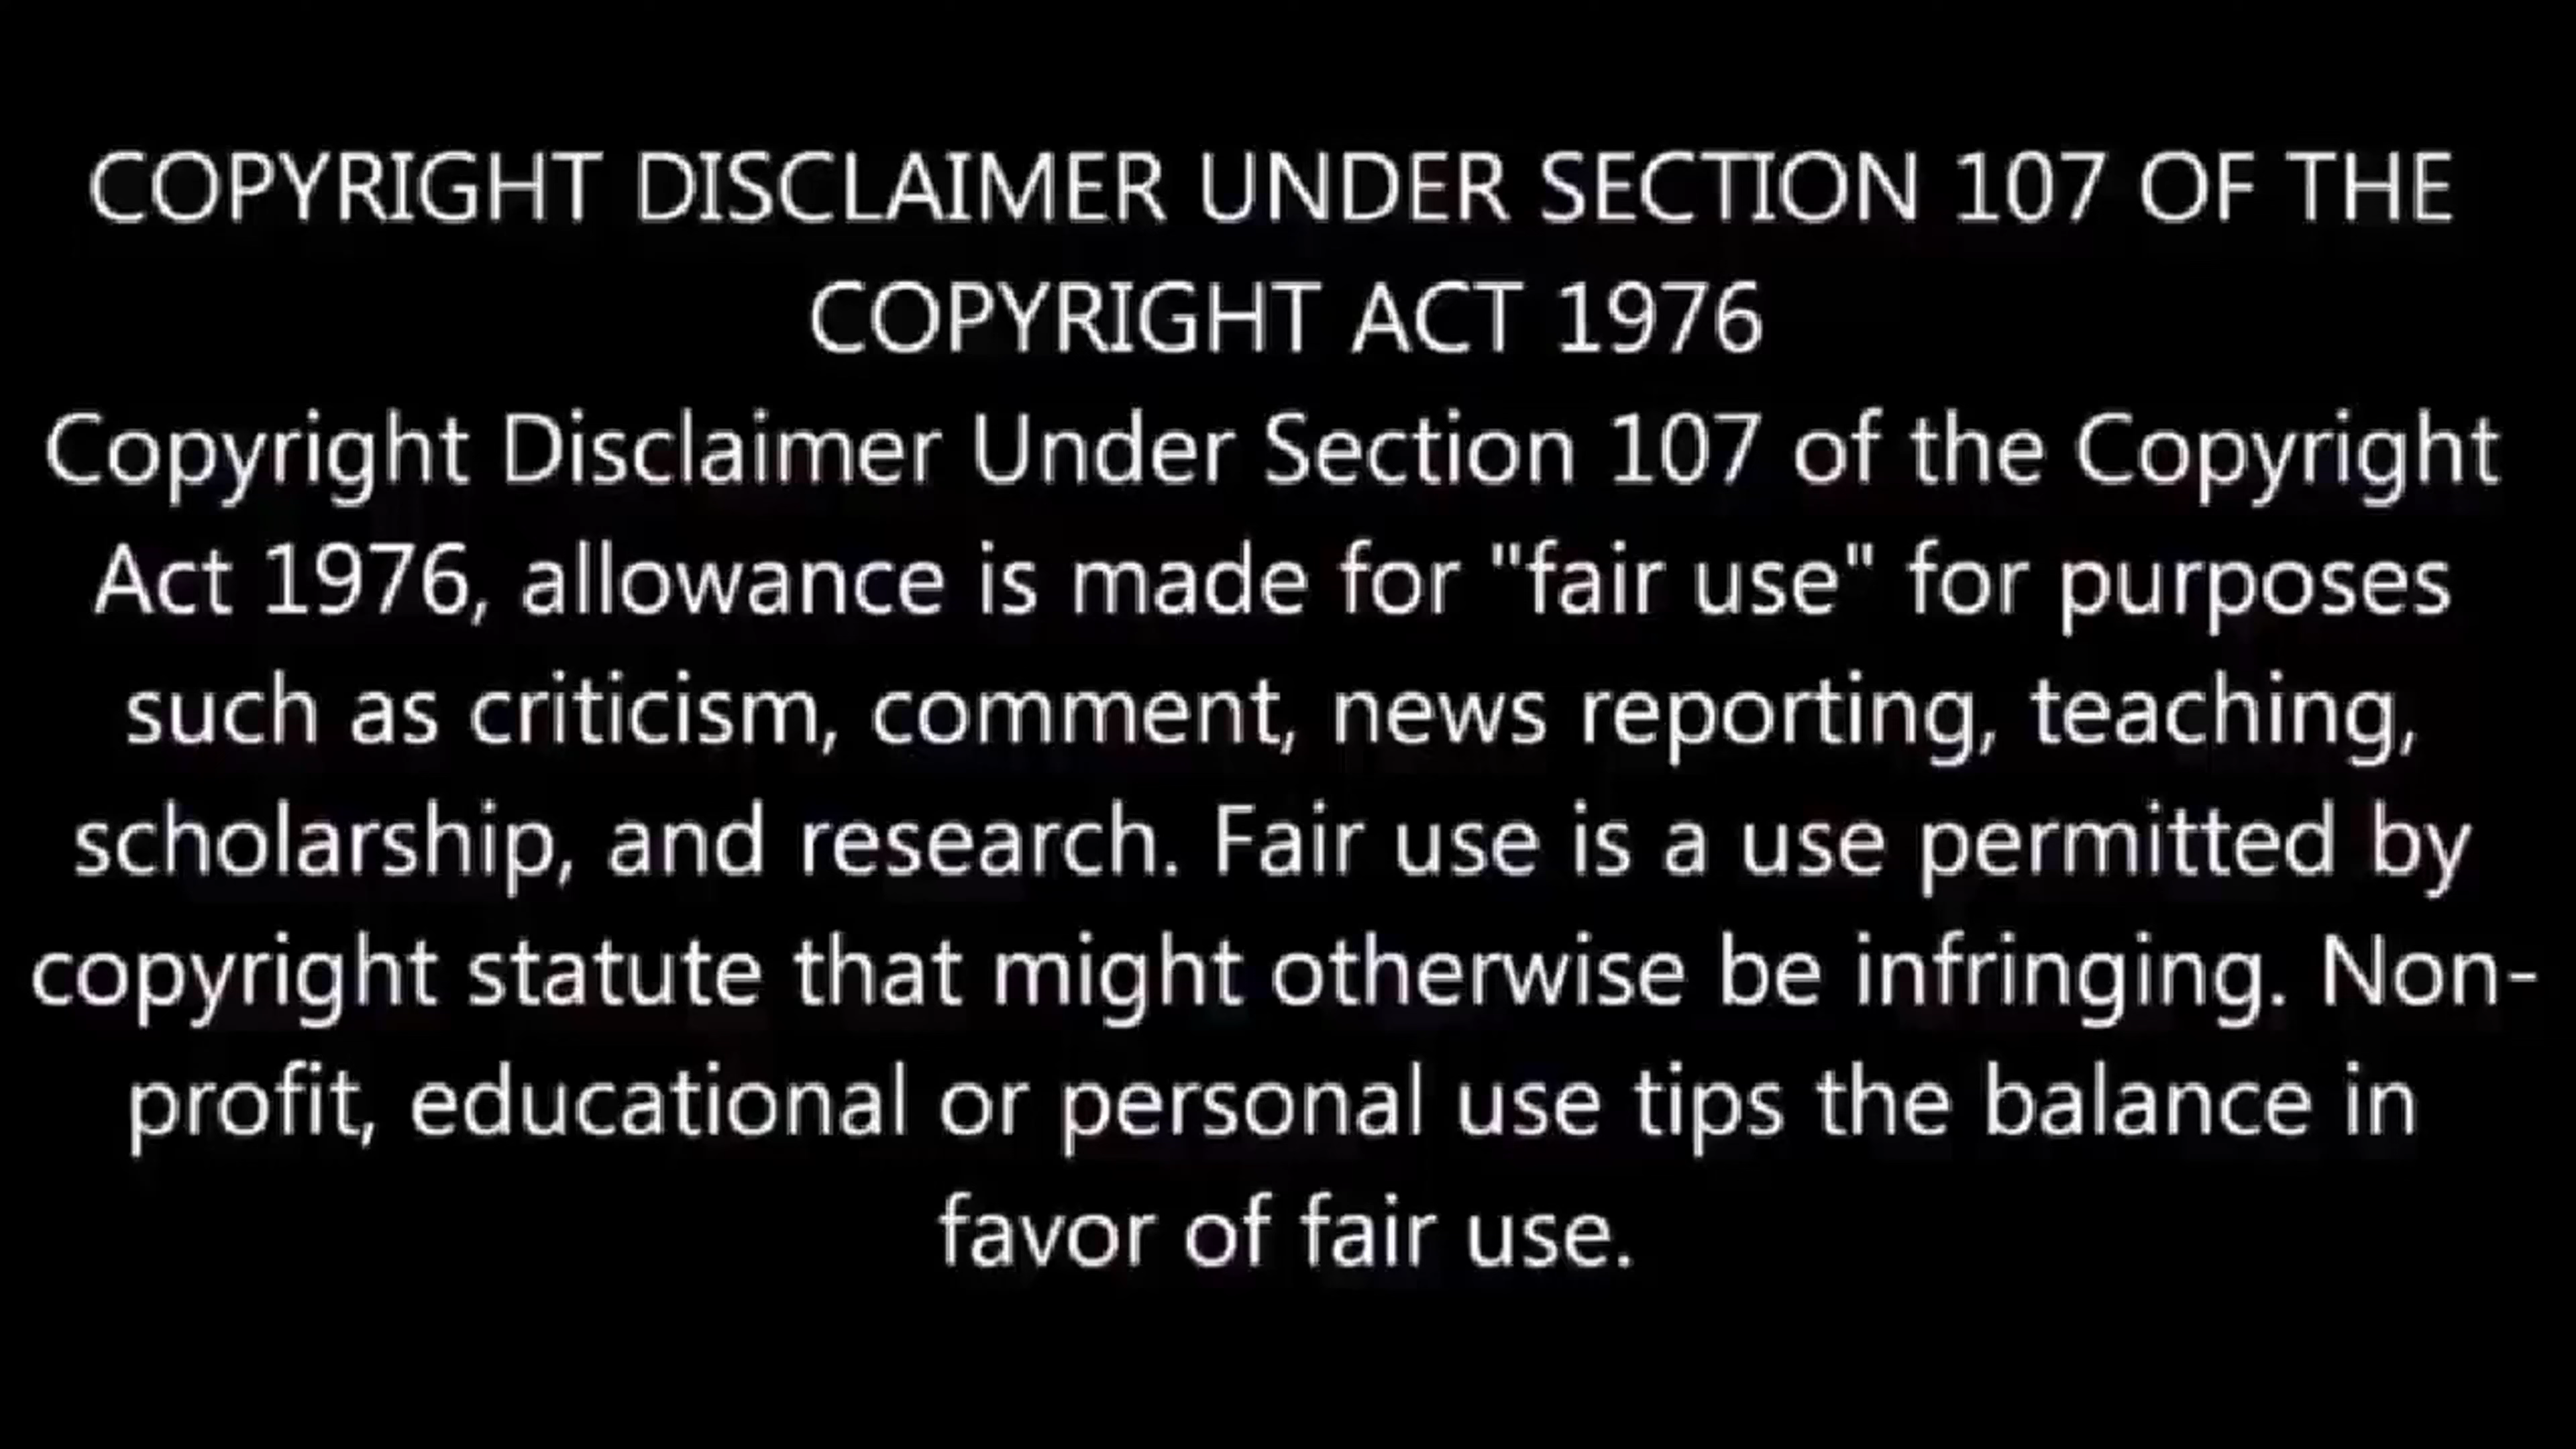 COPYRIGHT DISCLAIMER UNDER SECTION 107 OF THE
COPYRIGHT ACT 1976
Copyright Disclaimer Under Section 107 of the Copyright
Act 1976, allowance is made for "fair use" for purposes
such as criticism, comment, news reporting, teaching,
scholarship, and research. Fair use is a use permitted by
copyright statute that might otherwise be infringing. Non-
profit, educational or personal use tips the balance in
favor of fair use.